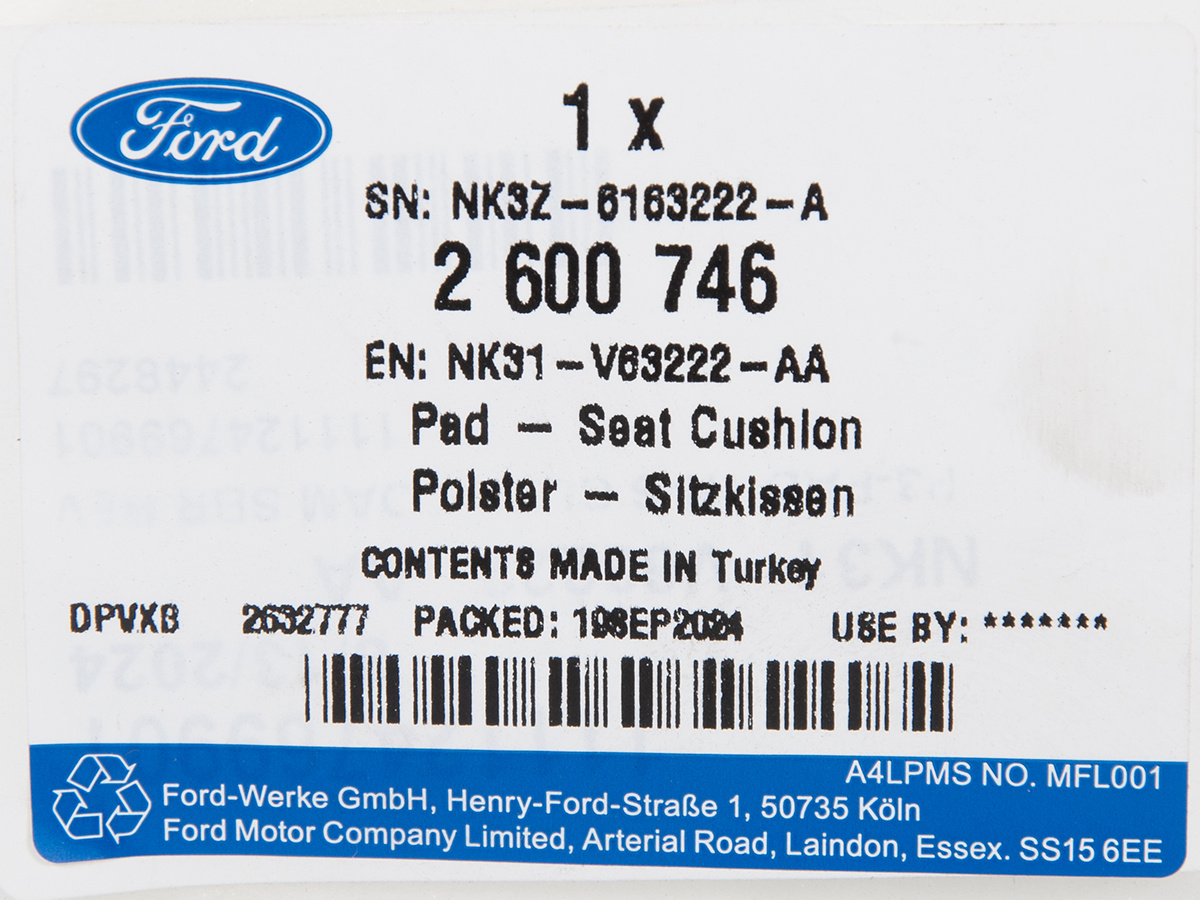 Ford
1 x
SN: NK3Z-6163222-A
2 600 746
EN: NK31-V63222-AA
Pad - Seat Cushion
Polster - Sitzkissen
CONTENTS MADE IN Turkey
DPVXB 2632777 PACKED: 19SEP2024 USE BY: *******
A4LPMS NO. MFL001
Ford-Werke GmbH, Henry-Ford-Straße 1, 50735 Köln
Ford Motor Company Limited, Arterial Road, Laindon, Essex. SS15 6EE